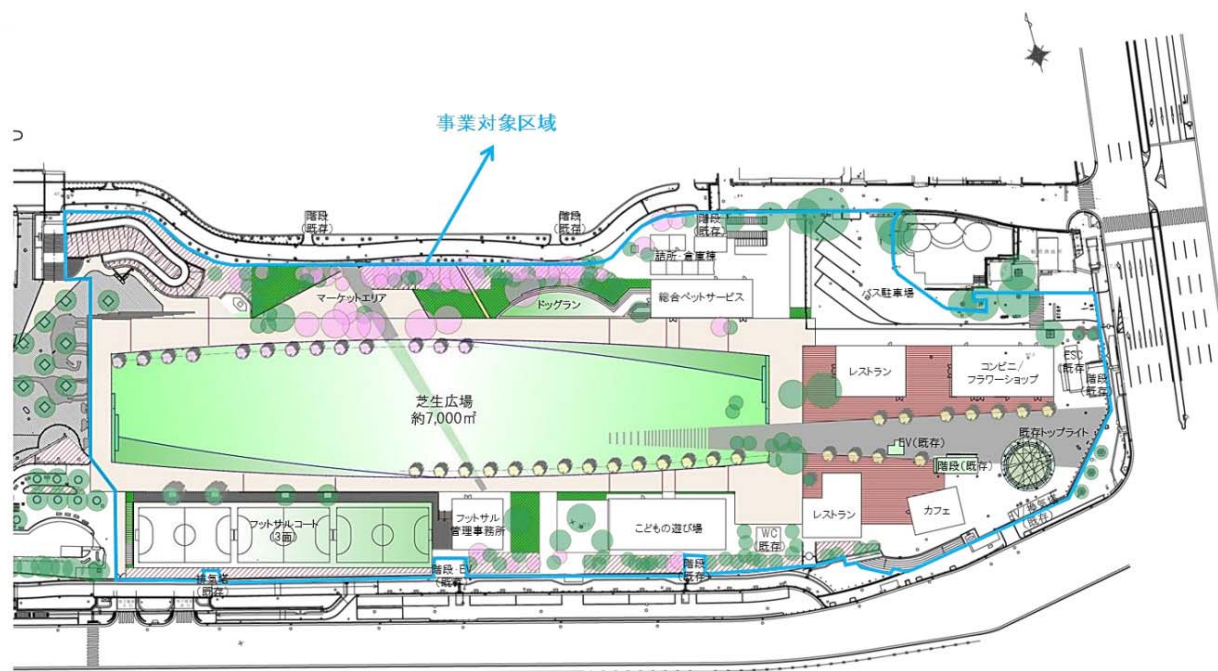 事業対象区域
階段
(既存)
階段
(既存)
階段
(既存)
詰所・倉庫棟
マーケットエリア
ドッグラン
総合ペットサービス
バス駐車場
レストラン
コンビニ/
フラワーショップ
ESC
(既存)
階段
(既存)
芝生広場
約7,000㎡
既存トップライト
EV(既存)
階段(既存)
フットサルコート
(3面)
フットサル
管理事務所
こどもの遊び場
WC
(既存)
レストラン
カフェ
EV 換気塔
(既存)
排気塔
(既存)
階段・EV
(既存)
階段
(既存)